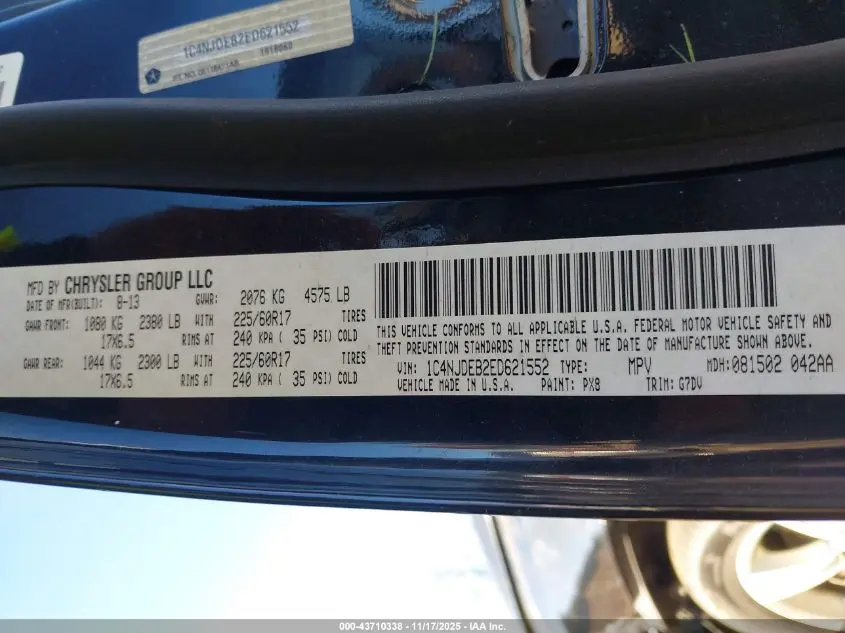 1C4NJDEB2ED621552
MFD BY CHRYSLER GROUP LLC
DATE OF MFR(BUILT): 8-13 GVWR: 2076 KG 4575 LB
GAWR FRONT: 1080 KG 2380 LB WITH 225/60R17 TIRES
17X6.5 RIMS AT 240 KPA ( 35 PSI) COLD
GAWR REAR: 1044 KG 2300 LB WITH 225/60R17 TIRES
17X6.5 RIMS AT 240 KPA ( 35 PSI) COLD
THIS VEHICLE CONFORMS TO ALL APPLICABLE U.S.A. FEDERAL MOTOR VEHICLE SAFETY AND
THEFT PREVENTION STANDARDS IN EFFECT ON THE DATE OF MANUFACTURE SHOWN ABOVE.
VIN: 1C4NJDEB2ED621552 TYPE: MPV MDH:081502 042AA
VEHICLE MADE IN U.S.A. PAINT: PX8 TRIM: G7DV
000-43710338 - 11/17/2025 - IAA Inc.